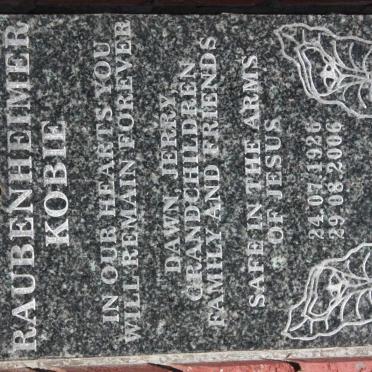 RAUBENHEIMER
KOBIE
IN OUR HEARTS YOU
WILL REMAIN FOREVER
DAWN, JERRY
GRANDCHILDREN
FAMILY AND FRIENDS
SAFE IN THE ARMS
OF JESUS
24.07.1926
29.08.2006